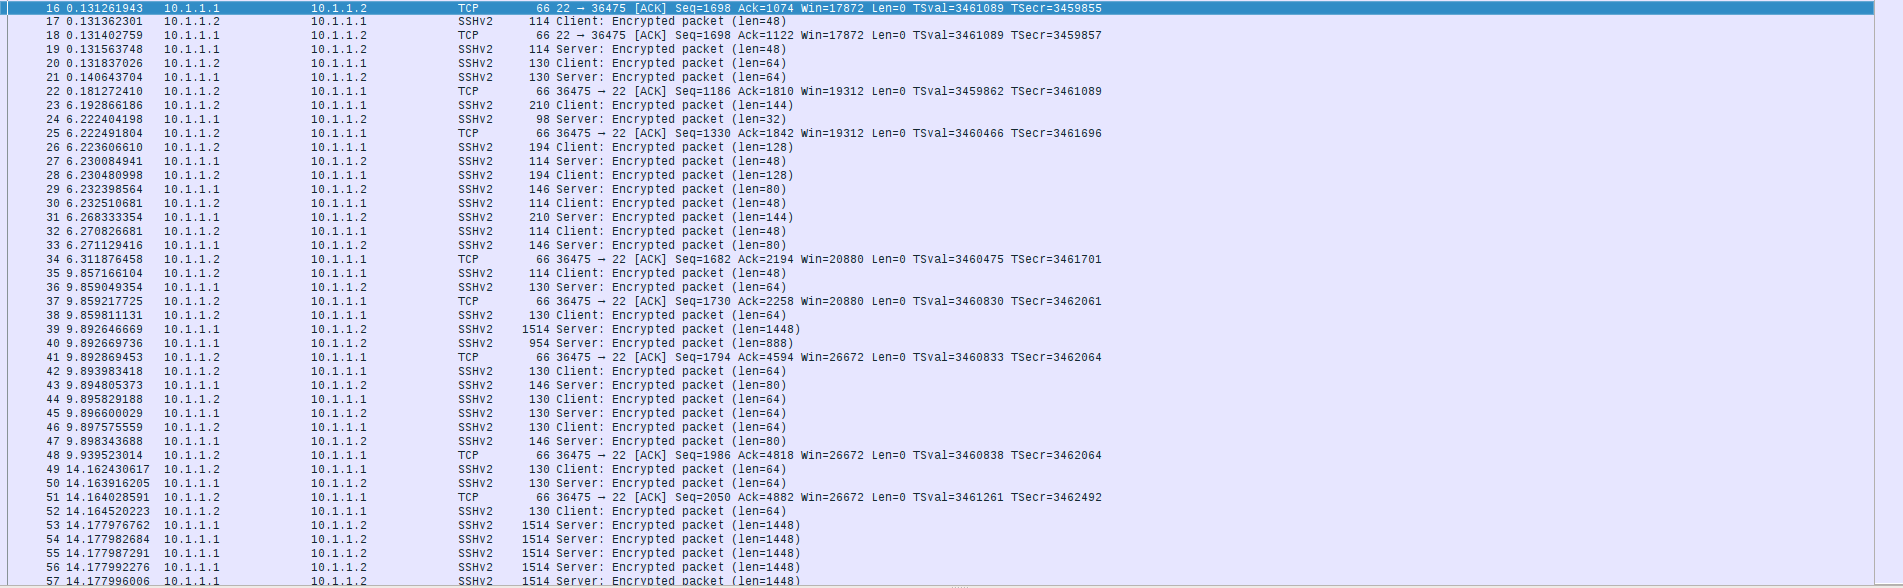 16 0.131261943 10.1.1.1 10.1.1.2 TCP 66 22 → 36475 [ACK] Seq=1698 Ack=1074 Win=17872 Len=0 TSval=3461089 TSecr=3459855
17 0.131362301 10.1.1.2 10.1.1.1 SSHv2 114 Client: Encrypted packet (len=48)
18 0.131402759 10.1.1.1 10.1.1.2 TCP 66 22 → 36475 [ACK] Seq=1698 Ack=1122 Win=17872 Len=0 TSval=3461089 TSecr=3459857
19 0.131563748 10.1.1.1 10.1.1.2 SSHv2 114 Server: Encrypted packet (len=48)
20 0.131837026 10.1.1.2 10.1.1.1 SSHv2 130 Client: Encrypted packet (len=64)
21 0.140643704 10.1.1.1 10.1.1.2 SSHv2 130 Server: Encrypted packet (len=64)
22 0.181272410 10.1.1.2 10.1.1.1 TCP 66 36475 → 22 [ACK] Seq=1186 Ack=1810 Win=19312 Len=0 TSval=3459862 TSecr=3461089
23 6.192866186 10.1.1.2 10.1.1.1 SSHv2 210 Client: Encrypted packet (len=144)
24 6.222404198 10.1.1.1 10.1.1.2 SSHv2 98 Server: Encrypted packet (len=32)
25 6.222491804 10.1.1.2 10.1.1.1 TCP 66 36475 → 22 [ACK] Seq=1330 Ack=1842 Win=19312 Len=0 TSval=3460466 TSecr=3461696
26 6.223606610 10.1.1.2 10.1.1.1 SSHv2 194 Client: Encrypted packet (len=128)
27 6.230084941 10.1.1.1 10.1.1.2 SSHv2 114 Server: Encrypted packet (len=48)
28 6.230480998 10.1.1.2 10.1.1.1 SSHv2 194 Client: Encrypted packet (len=128)
29 6.232398564 10.1.1.1 10.1.1.2 SSHv2 146 Server: Encrypted packet (len=80)
30 6.232510681 10.1.1.2 10.1.1.1 SSHv2 114 Client: Encrypted packet (len=48)
31 6.268333354 10.1.1.1 10.1.1.2 SSHv2 210 Server: Encrypted packet (len=144)
32 6.270826681 10.1.1.2 10.1.1.1 SSHv2 114 Client: Encrypted packet (len=48)
33 6.271129416 10.1.1.1 10.1.1.2 SSHv2 146 Server: Encrypted packet (len=80)
34 6.311876458 10.1.1.2 10.1.1.1 TCP 66 36475 → 22 [ACK] Seq=1682 Ack=2194 Win=20880 Len=0 TSval=3460475 TSecr=3461701
35 9.857166104 10.1.1.2 10.1.1.1 SSHv2 114 Client: Encrypted packet (len=48)
36 9.859049354 10.1.1.1 10.1.1.2 SSHv2 130 Server: Encrypted packet (len=64)
37 9.859217725 10.1.1.2 10.1.1.1 TCP 66 36475 → 22 [ACK] Seq=1730 Ack=2258 Win=20880 Len=0 TSval=3460830 TSecr=3462061
38 9.859811131 10.1.1.2 10.1.1.1 SSHv2 130 Client: Encrypted packet (len=64)
39 9.892646669 10.1.1.1 10.1.1.2 SSHv2 1514 Server: Encrypted packet (len=1448)
40 9.892669736 10.1.1.1 10.1.1.2 SSHv2 954 Server: Encrypted packet (len=888)
41 9.892869453 10.1.1.2 10.1.1.1 TCP 66 36475 → 22 [ACK] Seq=1794 Ack=4594 Win=26672 Len=0 TSval=3460833 TSecr=3462064
42 9.893983418 10.1.1.2 10.1.1.1 SSHv2 130 Client: Encrypted packet (len=64)
43 9.894805373 10.1.1.1 10.1.1.2 SSHv2 146 Server: Encrypted packet (len=80)
44 9.895829188 10.1.1.2 10.1.1.1 SSHv2 130 Client: Encrypted packet (len=64)
45 9.896600029 10.1.1.1 10.1.1.2 SSHv2 130 Server: Encrypted packet (len=64)
46 9.897575559 10.1.1.2 10.1.1.1 SSHv2 130 Client: Encrypted packet (len=64)
47 9.898343688 10.1.1.1 10.1.1.2 SSHv2 146 Server: Encrypted packet (len=80)
48 9.939523014 10.1.1.2 10.1.1.1 TCP 66 36475 → 22 [ACK] Seq=1986 Ack=4818 Win=26672 Len=0 TSval=3460838 TSecr=3462064
49 14.162430617 10.1.1.2 10.1.1.1 SSHv2 130 Client: Encrypted packet (len=64)
50 14.163916205 10.1.1.1 10.1.1.2 SSHv2 130 Server: Encrypted packet (len=64)
51 14.164028591 10.1.1.2 10.1.1.1 TCP 66 36475 → 22 [ACK] Seq=2050 Ack=4882 Win=26672 Len=0 TSval=3461261 TSecr=3462492
52 14.164520223 10.1.1.2 10.1.1.1 SSHv2 130 Client: Encrypted packet (len=64)
53 14.177976762 10.1.1.1 10.1.1.2 SSHv2 1514 Server: Encrypted packet (len=1448)
54 14.177982684 10.1.1.1 10.1.1.2 SSHv2 1514 Server: Encrypted packet (len=1448)
55 14.177987291 10.1.1.1 10.1.1.2 SSHv2 1514 Server: Encrypted packet (len=1448)
56 14.177992276 10.1.1.1 10.1.1.2 SSHv2 1514 Server: Encrypted packet (len=1448)
57 14.177996006 10.1.1.1 10.1.1.2 SSHv2 1514 Server: Encrypted packet (len=1448)